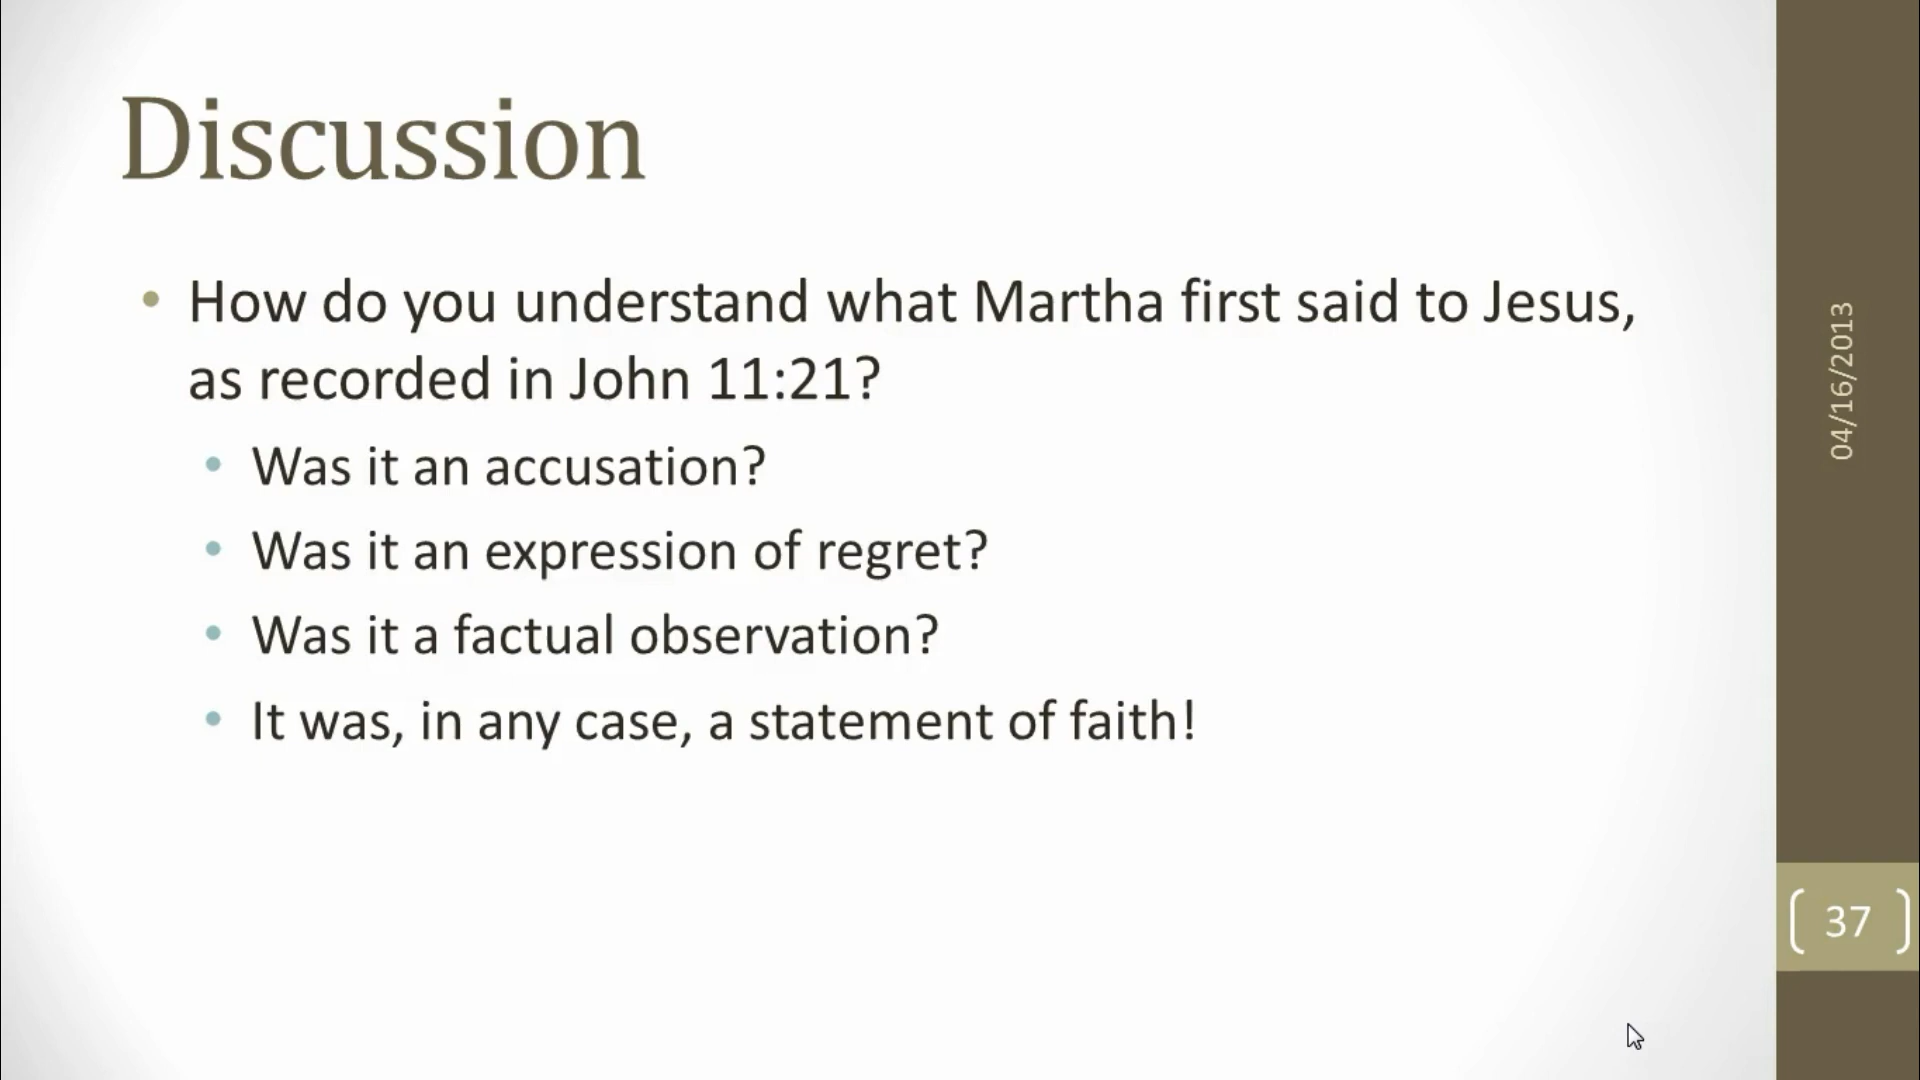 Discussion
• How do you understand what Martha first said to Jesus,
as recorded in John 11:21?
• Was it an accusation?
• Was it an expression of regret?
• Was it a factual observation?
• It was, in any case, a statement of faith!
04/16/2013
37